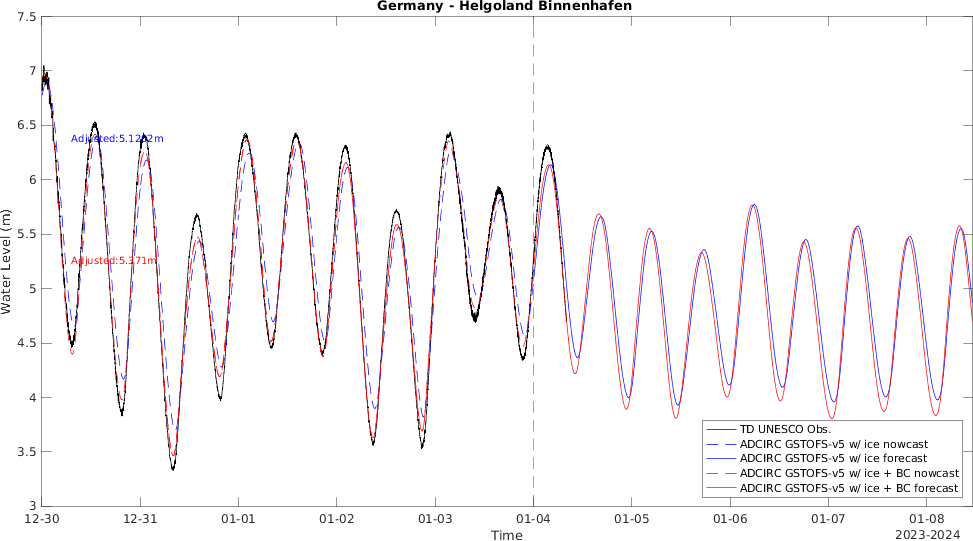 Germany - Helgoland Binnenhafen
7.5
7
6.5
6
5.5
5
4.5
4
3.5
3
Water Level (m)
Adjusted:5.371m
TD UNESCO Obs.
ADCIRC GSTOFS-v5 w/ ice nowcast
ADCIRC GSTOFS-v5 w/ ice forecast
ADCIRC GSTOFS-v5 w/ ice + BC nowcast
ADCIRC GSTOFS-v5 w/ ice + BC forecast
12-30 12-31 01-01 01-02 01-03 01-04 01-05 01-06 01-07 01-08
Time
2023-2024